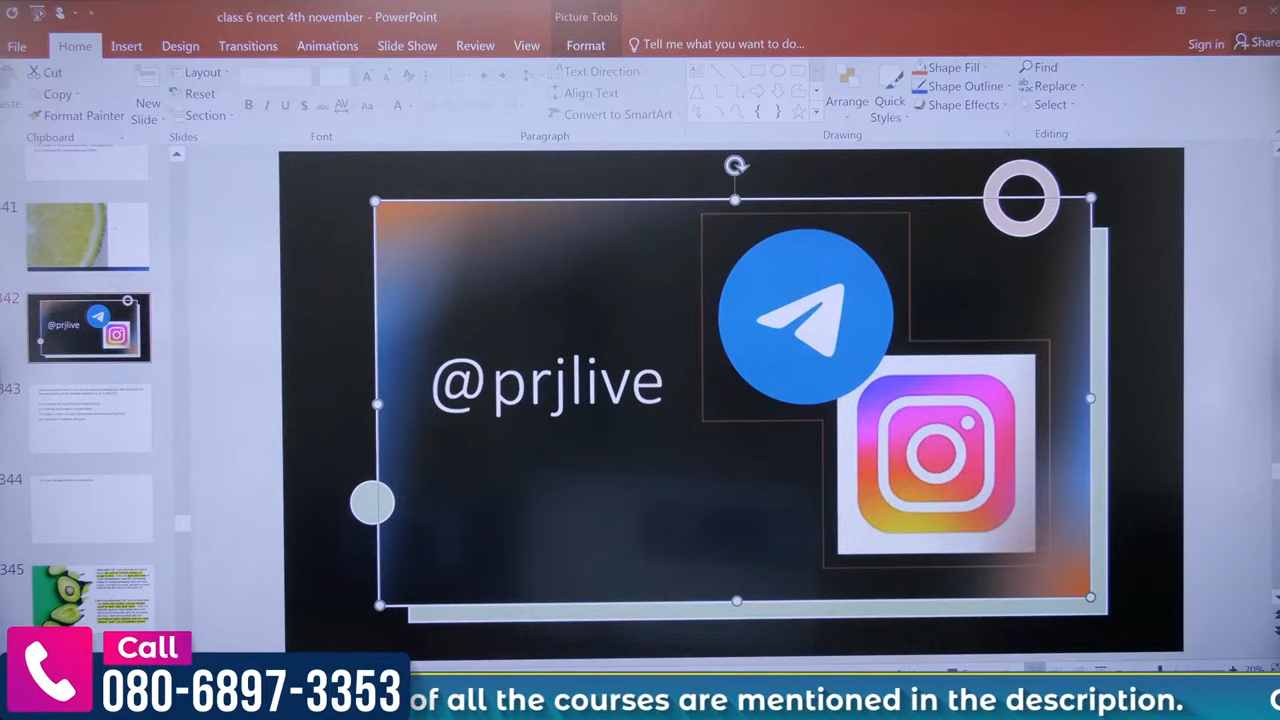 class 6 ncert 4th november - PowerPoint
Picture Tools
File Home Insert Design Transitions Animations Slide Show Review View Format Tell me what you want to do...
Sign in Share
Cut
Copy
Format Painter
Clipboard
New
Slide
Layout
Reset
Section
Slides
B I U S abc AV Aa A
Font
Text Direction
Align Text
Convert to SmartArt
Paragraph
Arrange
Quick
Styles
Shape Fill
Shape Outline
Shape Effects
Drawing
Find
Replace
Select
Editing
341
342
@prjlive
343
344
345
@prjlive
70%
Call
080-6897-3353
of all the courses are mentioned in the description.